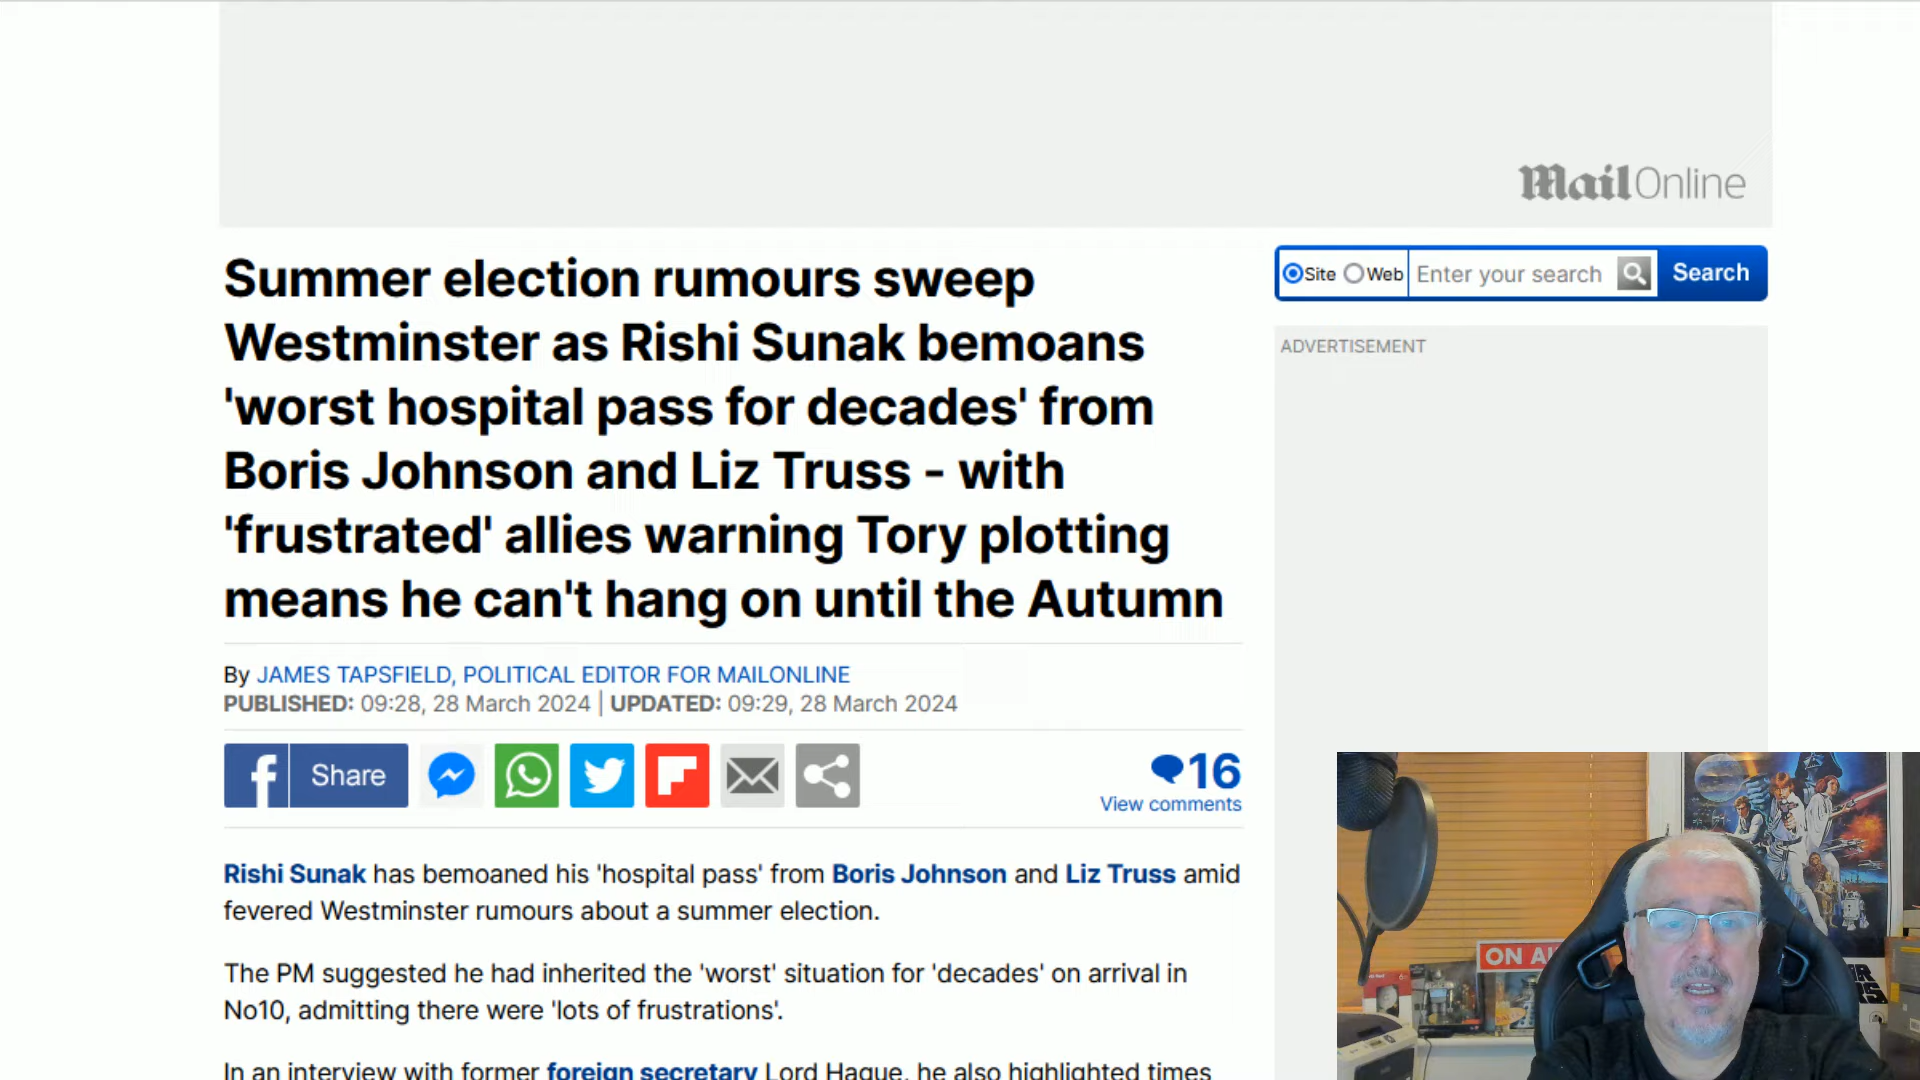 MailOnline
Summer election rumours sweep
Westminster as Rishi Sunak bemoans
'worst hospital pass for decades' from
Boris Johnson and Liz Truss - with
'frustrated' allies warning Tory plotting
means he can't hang on until the Autumn
Site Web Enter your search Search
ADVERTISEMENT
By JAMES TAPSFIELD, POLITICAL EDITOR FOR MAILONLINE
PUBLISHED: 09:28, 28 March 2024 | UPDATED: 09:29, 28 March 2024
Share
16
View comments
Rishi Sunak has bemoaned his 'hospital pass' from Boris Johnson and Liz Truss amid
fevered Westminster rumours about a summer election.
The PM suggested he had inherited the 'worst' situation for 'decades' on arrival in
No10, admitting there were 'lots of frustrations'.
In an interview with former foreign secretary Lord Hague, he also highlighted times
ON